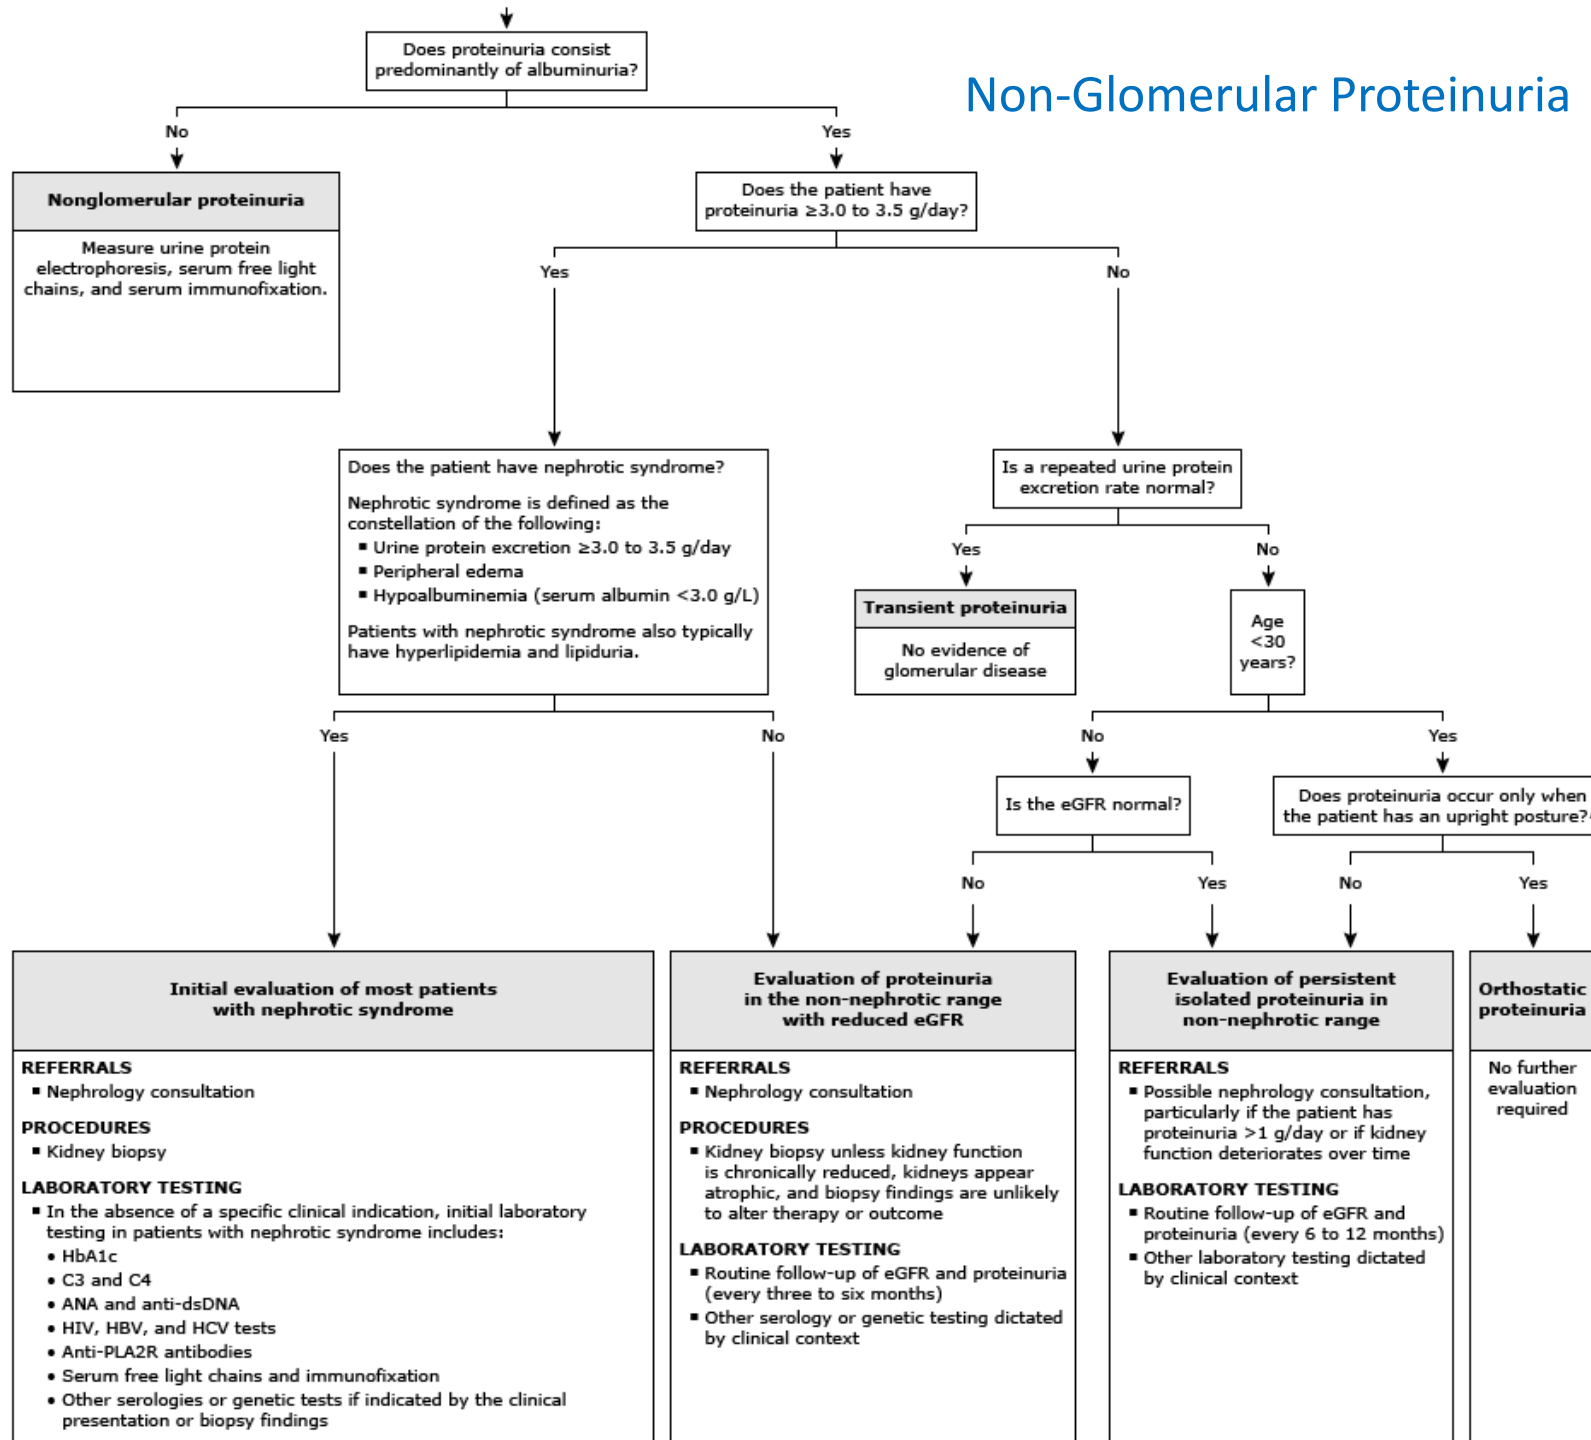 Does proteinuria consist
predominantly of albuminuria?
Non-Glomerular Proteinuria
No
Yes
Nonglomerular proteinuria
Measure urine protein
electrophoresis, serum free light
chains, and serum immunofixation.
Does the patient have
proteinuria ≥3.0 to 3.5 g/day?
Yes
No
Does the patient have nephrotic syndrome?
Nephrotic syndrome is defined as the
constellation of the following:
▪ Urine protein excretion ≥3.0 to 3.5 g/day
▪ Peripheral edema
▪ Hypoalbuminemia (serum albumin <3.0 g/L)
Patients with nephrotic syndrome also typically
have hyperlipidemia and lipiduria.
Is a repeated urine protein
excretion rate normal?
Yes
No
Transient proteinuria
No evidence of
glomerular disease
Age
<30
years?
Yes
No
No
Yes
Is the eGFR normal?
Does proteinuria occur only when
the patient has an upright posture?
No
Yes
No
Yes
Initial evaluation of most patients
with nephrotic syndrome
REFERRALS
▪ Nephrology consultation
PROCEDURES
▪ Kidney biopsy
LABORATORY TESTING
▪ In the absence of a specific clinical indication, initial laboratory
testing in patients with nephrotic syndrome includes:
• HbA1c
• C3 and C4
• ANA and anti-dsDNA
• HIV, HBV, and HCV tests
• Anti-PLA2R antibodies
• Serum free light chains and immunofixation
• Other serologies or genetic tests if indicated by the clinical
presentation or biopsy findings
Evaluation of proteinuria
in the non-nephrotic range
with reduced eGFR
REFERRALS
▪ Nephrology consultation
PROCEDURES
▪ Kidney biopsy unless kidney function
is chronically reduced, kidneys appear
atrophic, and biopsy findings are unlikely
to alter therapy or outcome
LABORATORY TESTING
▪ Routine follow-up of eGFR and proteinuria
(every three to six months)
▪ Other serology or genetic testing dictated
by clinical context
Evaluation of persistent
isolated proteinuria in
non-nephrotic range
REFERRALS
▪ Possible nephrology consultation,
particularly if the patient has
proteinuria >1 g/day or if kidney
function deteriorates over time
LABORATORY TESTING
▪ Routine follow-up of eGFR and
proteinuria (every 6 to 12 months)
▪ Other laboratory testing dictated
by clinical context
Orthostatic
proteinuria
No further
evaluation
required